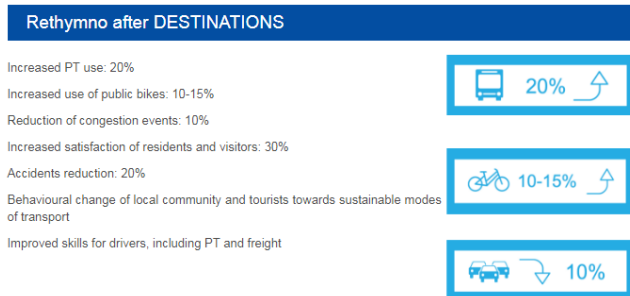 Rethymno after DESTINATIONS
Increased PT use: 20%
Increased use of public bikes: 10-15%
Reduction of congestion events: 10%
Increased satisfaction of residents and visitors: 30%
Accidents reduction: 20%
Behavioural change of local community and tourists towards sustainable modes
of transport
Improved skills for drivers, including PT and freight
20%
10-15%
10%